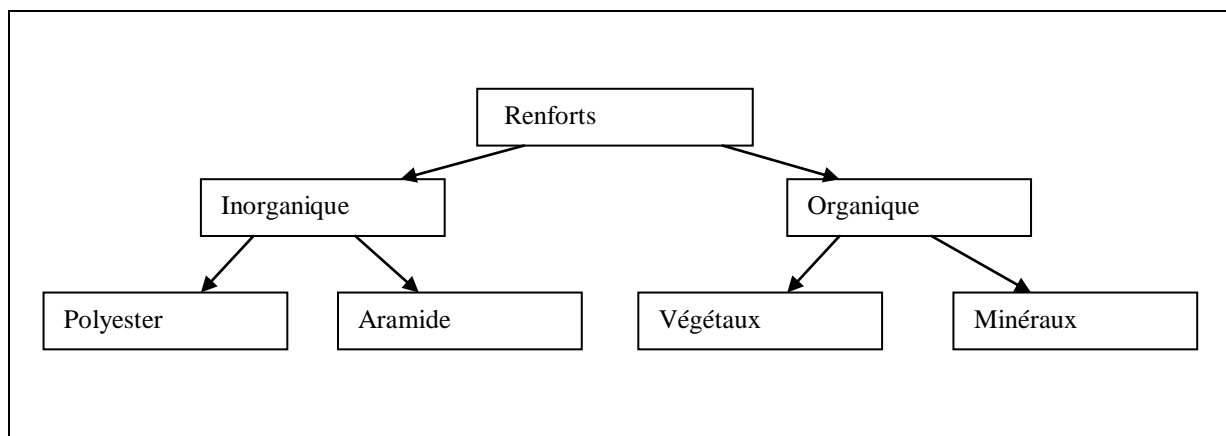 Renforts
Inorganique
Organique
Polyester
Aramide
Végétaux
Minéraux